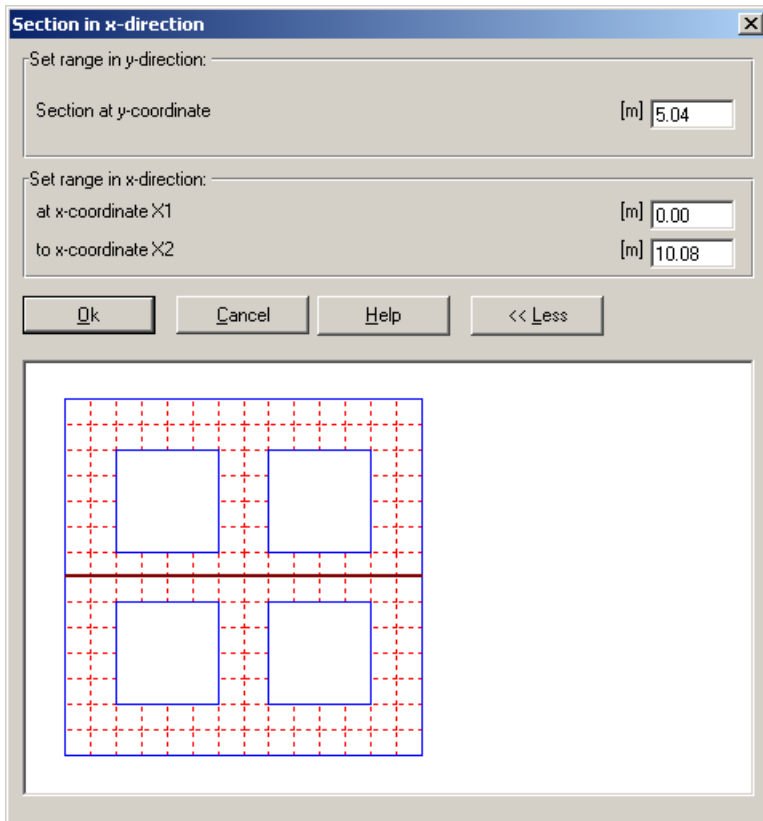 Section in x-direction
Set range in y-direction:
Section at y-coordinate [m] 5.04
Set range in x-direction:
at x-coordinate X1 [m] 0.00
to x-coordinate X2 [m] 10.08
Ok Cancel Help << Less